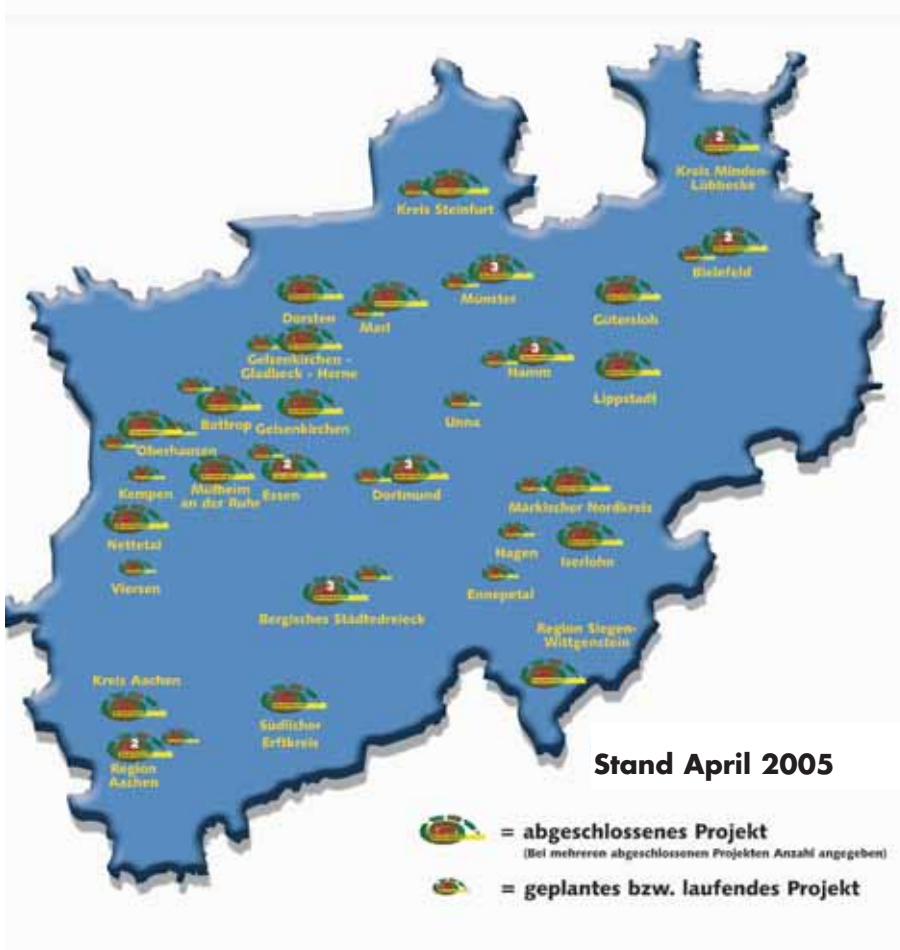 2
Kreis Minden-
Lübbecke
Kreis Steinfurt
2
Bielefeld
3
Münster
Dorsten
Marl
Gütersloh
Gelsenkirchen -
Gladbeck - Herne
3
Hamm
Lippstadt
Bottrop
Gelsenkirchen
Unna
Oberhausen
Kempen
Mülheim
an der Ruhr
2
Essen
3
Dortmund
Märkischer Nordkreis
Nettetal
Hagen
Iserlohn
Viersen
Ennepetal
3
Bergisches Städtedreieck
Region Siegen-
Wittgenstein
Kreis Aachen
Südlicher
Erftkreis
2
Region
Aachen
Stand April 2005
= abgeschlossenes Projekt
(Bei mehreren abgeschlossenen Projekten Anzahl angegeben)
= geplantes bzw. laufendes Projekt